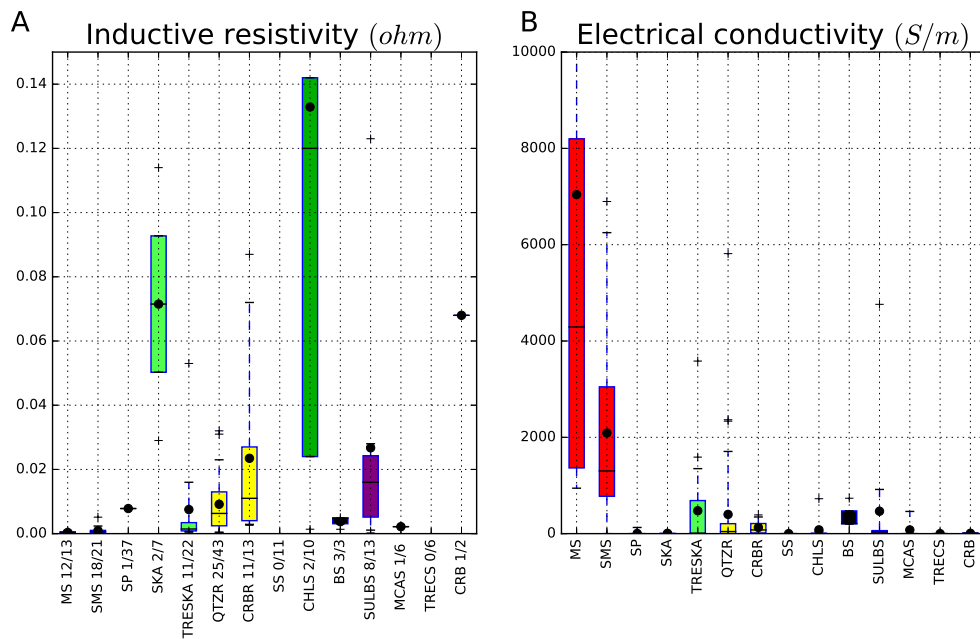 A
B
Inductive resistivity (ohm)
Electrical conductivity (S/m)
0.14
0.12
0.10
0.08
0.06
0.04
0.02
0.00
MS 12/13
SMS 18/21
SP 1/37
SKA 2/7
TRESKA 11/22
QTZR 25/43
CRBR 11/13
SS 0/11
CHLS 2/10
BS 3/3
SULBS 8/13
MCAS 1/6
TRECS 0/6
CRB 1/2
10000
8000
6000
4000
2000
0
MS
SMS
SP
SKA
TRESKA
QTZR
CRBR
SS
CHLS
BS
SULBS
MCAS
TRECS
CRB